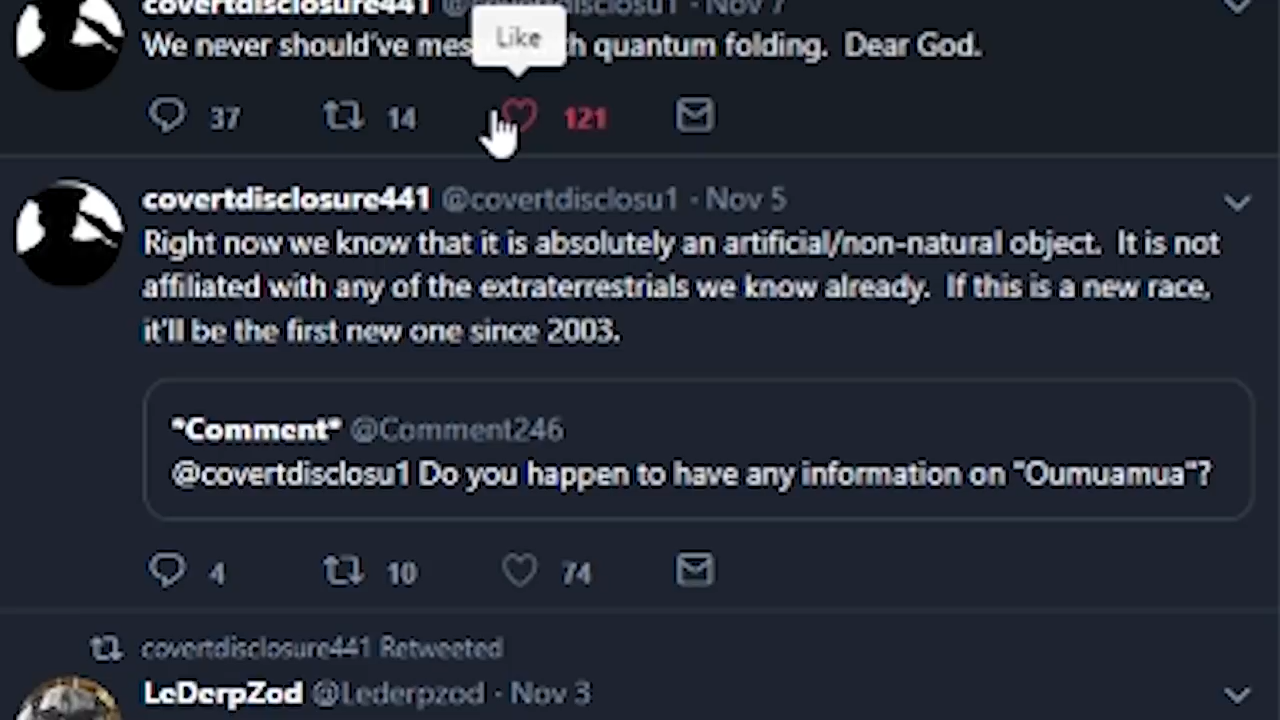 covertdisclosure441 · Nov 7
Like
We never should've quantum folding. Dear God.
37 14 121
covertdisclosure441 @covertdisclosu1 · Nov 5
Right now we know that it is absolutely an artificial/non-natural object. It is not
affiliated with any of the extraterrestrials we know already. If this is a new race,
it'll be the first new one since 2003.
*Comment* @Comment246
@covertdisclosu1 Do you happen to have any information on "Oumuamua"?
4 10 74
covertdisclosure441 Retweeted
LeDerpZod @Lederpzod · Nov 3